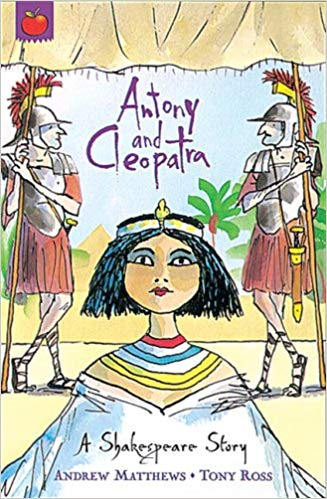 Antony
and
Cleopatra
A Shakespeare Story
ANDREW MATTHEWS • TONY ROSS